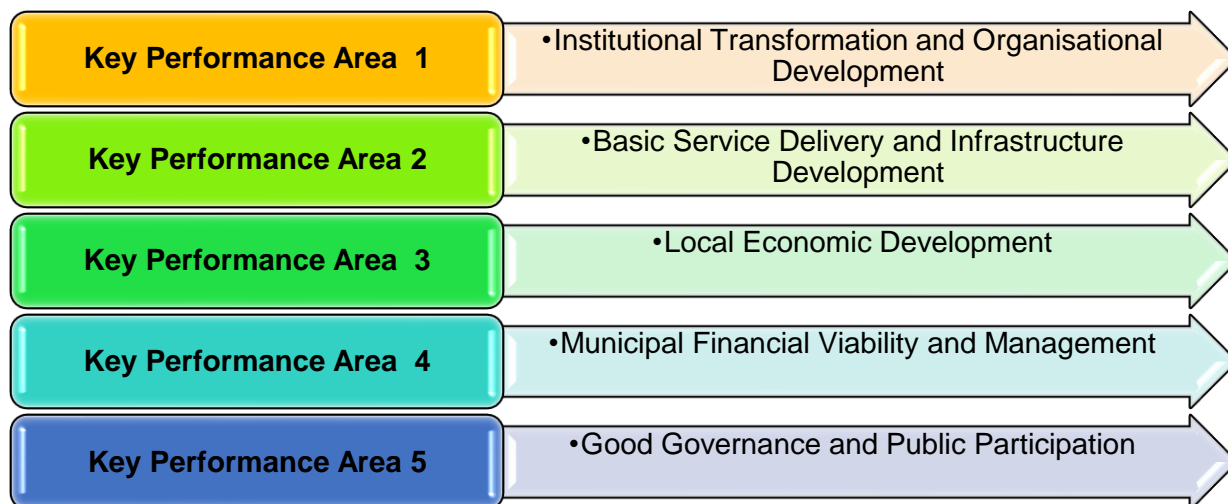 Key Performance Area 1
•Institutional Transformation and Organisational
Development
Key Performance Area 2
•Basic Service Delivery and Infrastructure
Development
Key Performance Area 3
•Local Economic Development
Key Performance Area 4
•Municipal Financial Viability and Management
Key Performance Area 5
•Good Governance and Public Participation